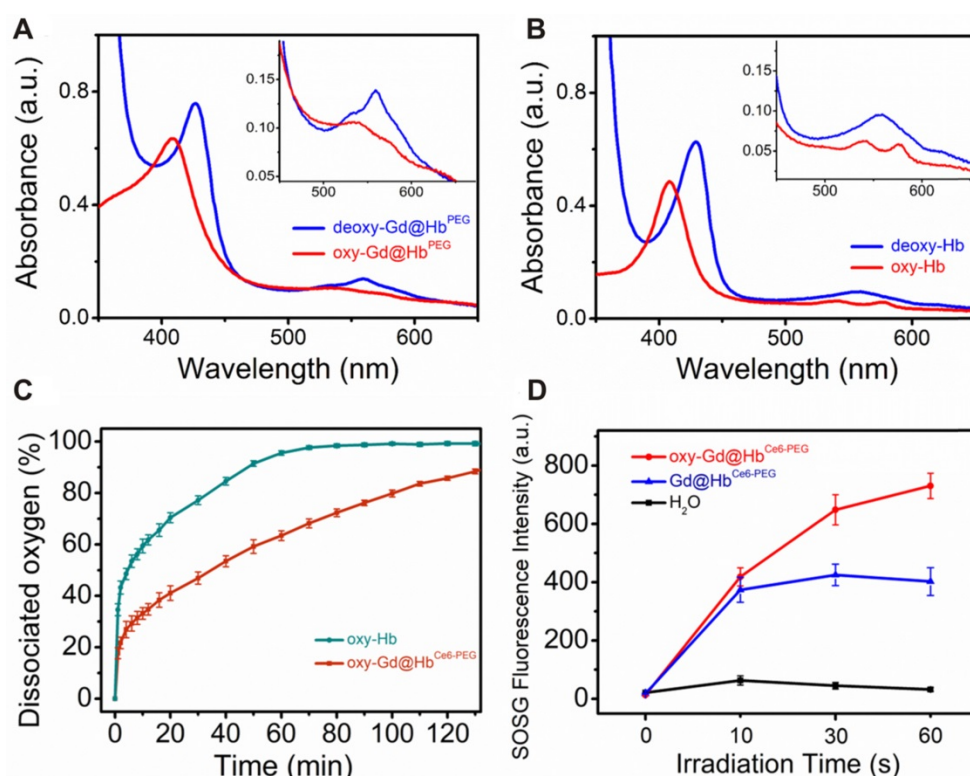 A
Absorbance (a.u.)
0.8
0.4
0.0
0.15
0.10
0.05
500
600
deoxy-Gd@Hb^PEG
oxy-Gd@Hb^PEG
400
500
600
Wavelength (nm)
B
Absorbance (a.u.)
0.8
0.4
0.0
0.15
0.10
0.05
500
600
deoxy-Hb
oxy-Hb
400
500
600
Wavelength (nm)
C
Dissociated oxygen (%)
100
80
60
40
20
0
oxy-Hb
oxy-Gd@Hb^Ce6-PEG
0
20
40
60
80
100
120
Time (min)
D
SOSG Fluorescence Intensity (a.u.)
800
600
400
200
0
oxy-Gd@Hb^Ce6-PEG
Gd@Hb^Ce6-PEG
H₂O
0
10
30
60
Irradiation Time (s)